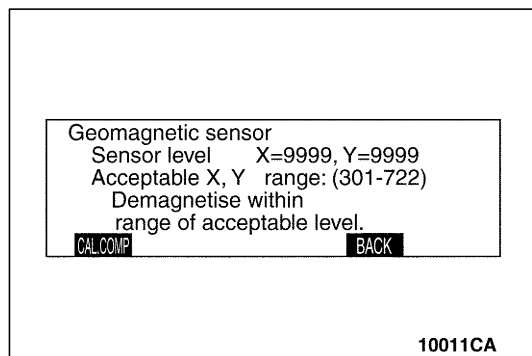 Geomagnetic sensor
Sensor level X=9999, Y=9999
Acceptable X, Y range: (301-722)
Demagnetise within
range of acceptable level.
CAL.COMP BACK
10011CA